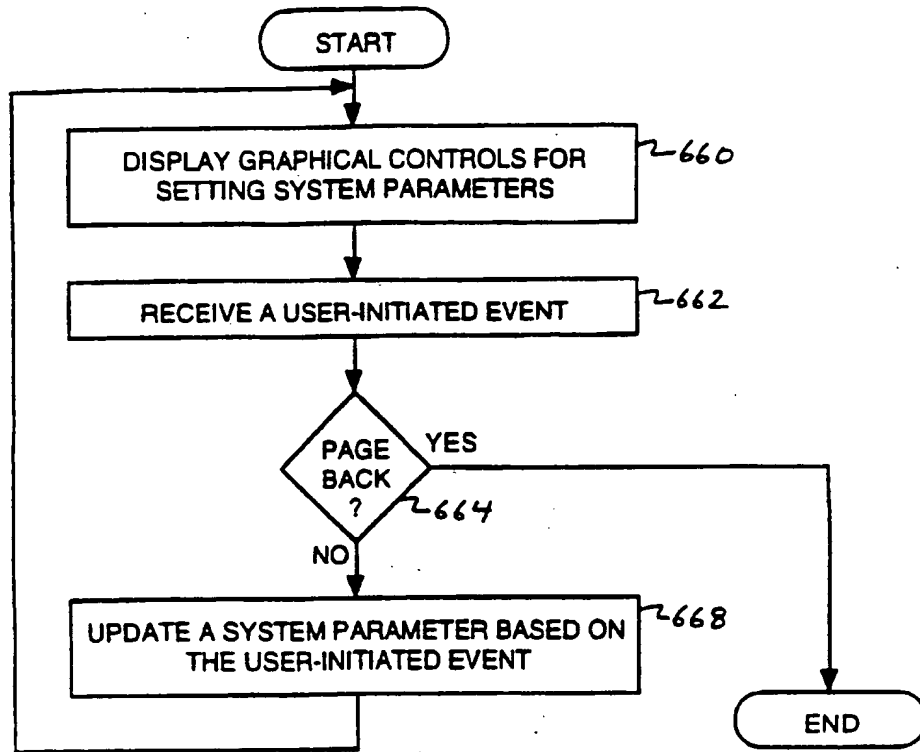 START
DISPLAY GRAPHICAL CONTROLS FOR
SETTING SYSTEM PARAMETERS
660
RECEIVE A USER-INITIATED EVENT
662
PAGE
BACK
?
YES
664
NO
UPDATE A SYSTEM PARAMETER BASED ON
THE USER-INITIATED EVENT
668
END